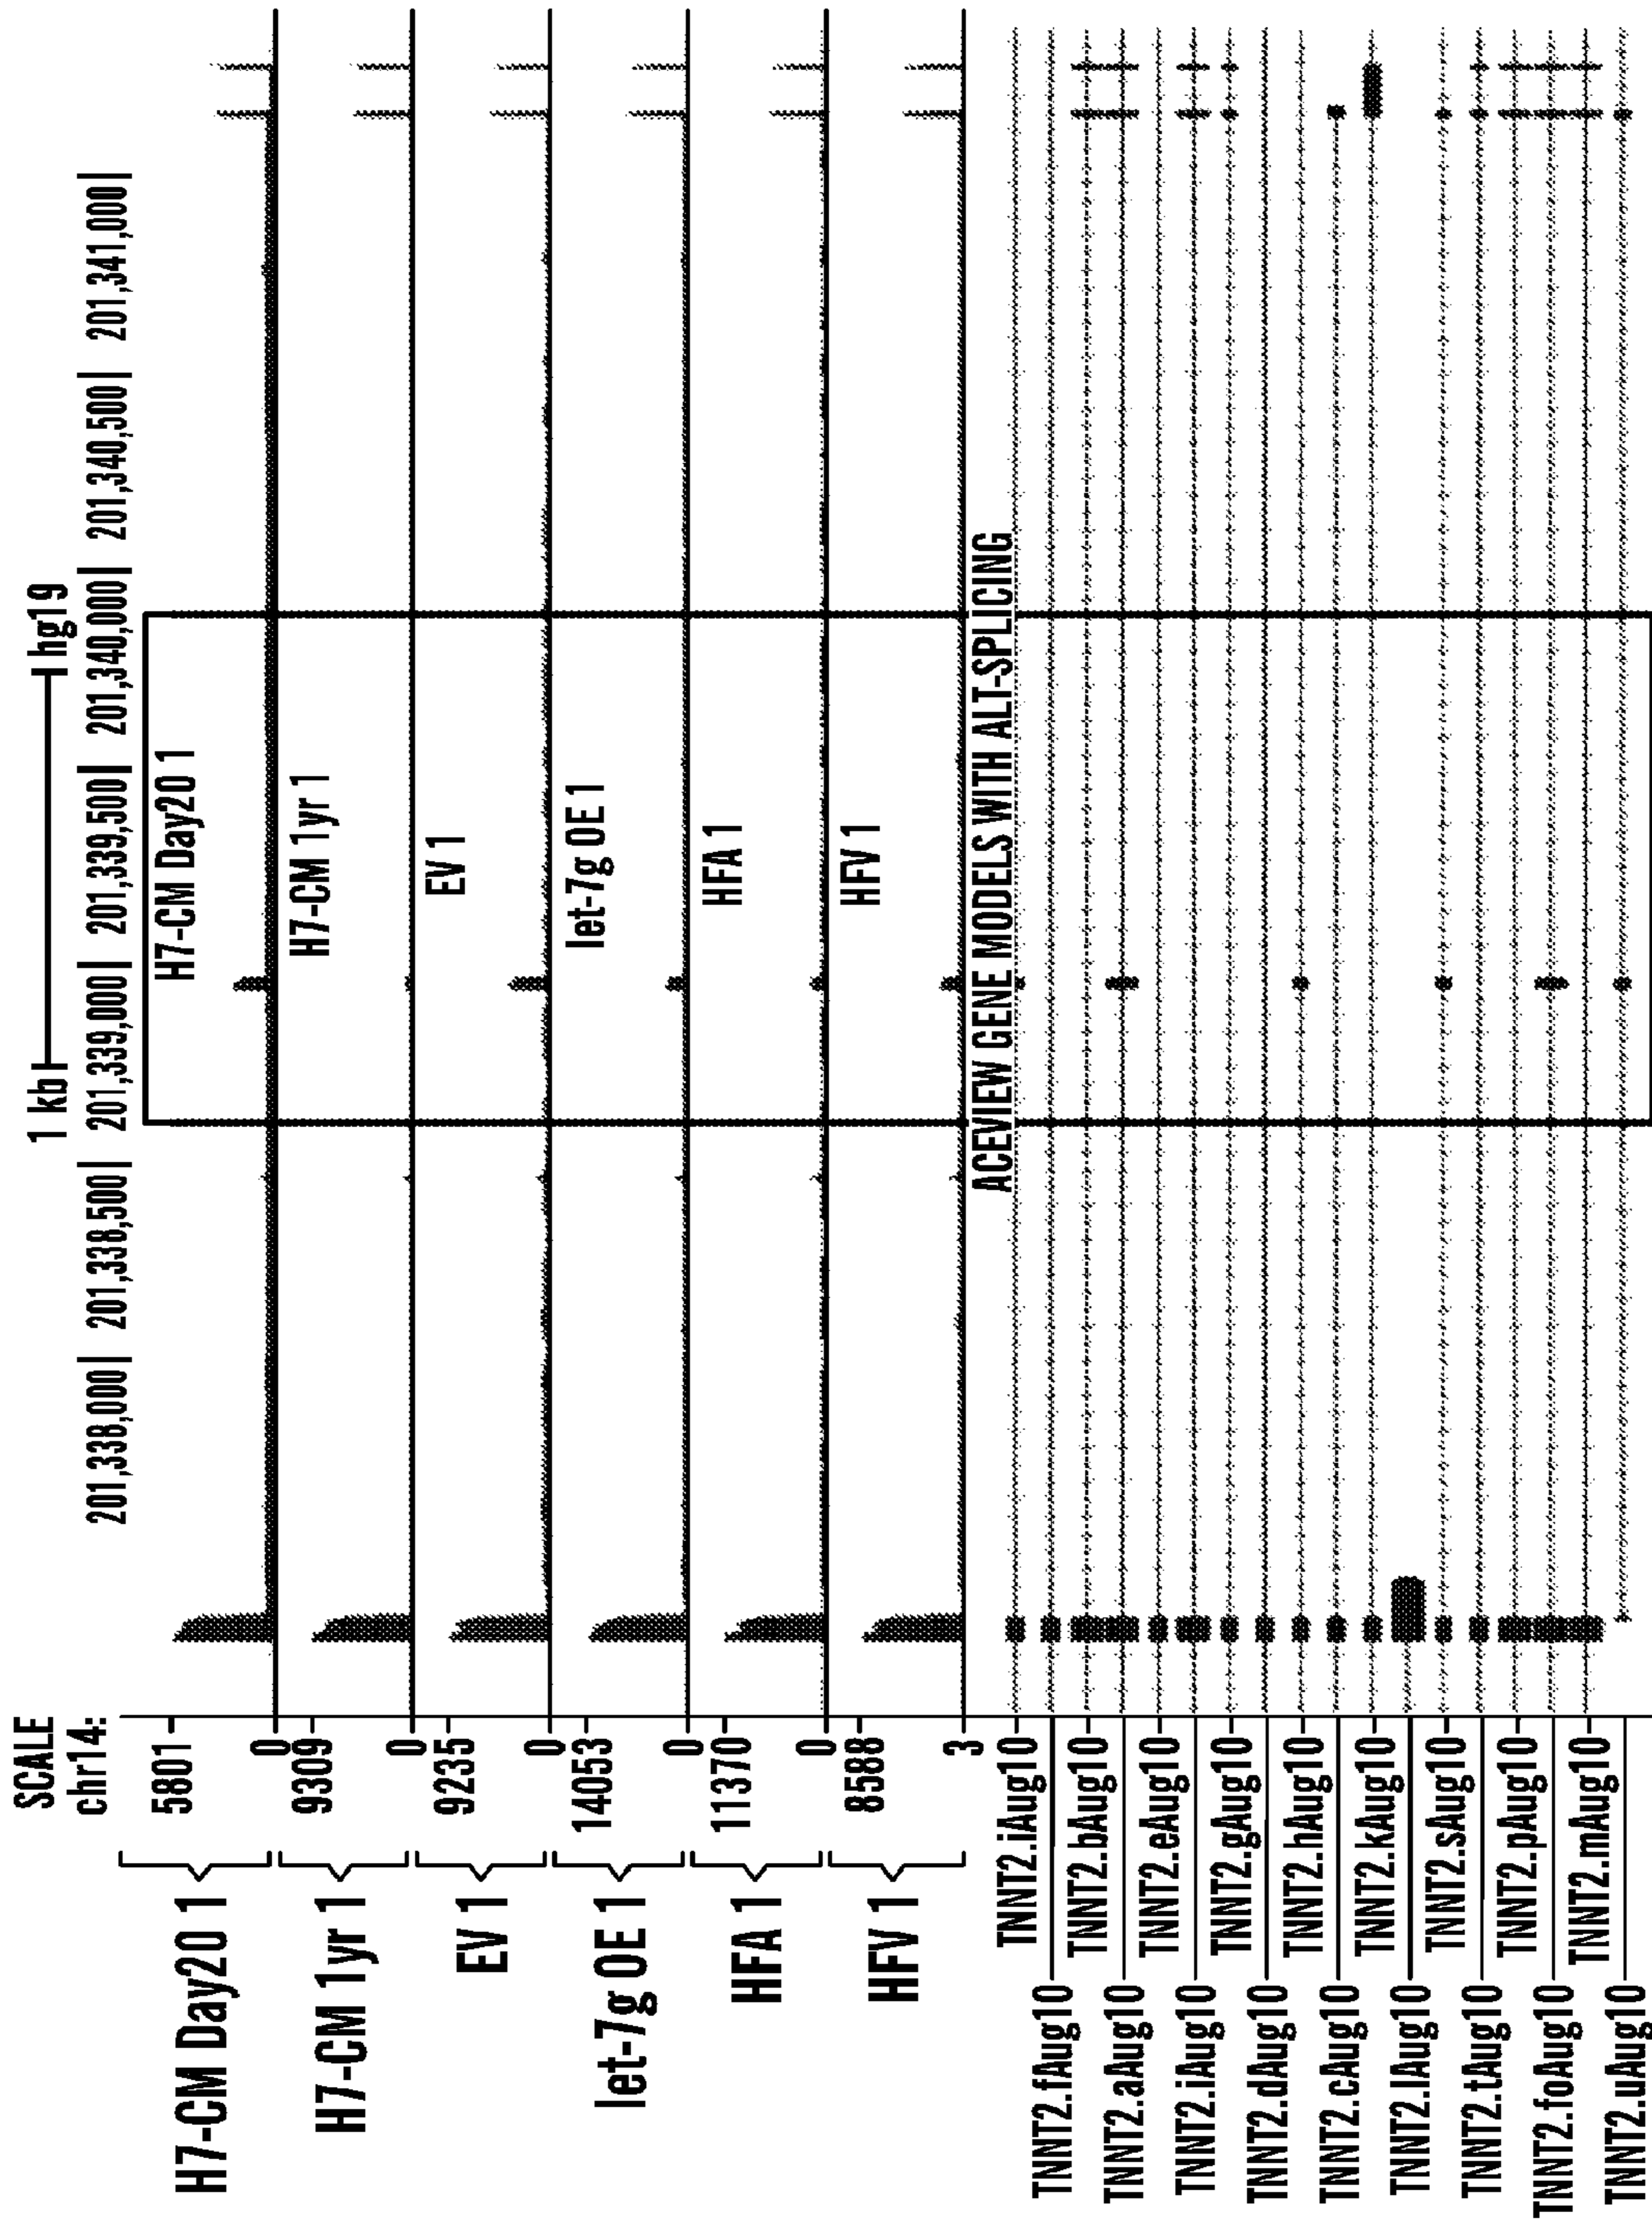 SCALE
1 kb
hg19
chr14:
201,338,000|
201,338,500|
201,339,000|
201,339,500|
201,340,000|
201,340,500|
201,341,000|
H7-CM Day20 1
5801
0
H7-CM Day20 1
H7-CM 1yr 1
9309
0
H7-CM 1yr 1
EV 1
9235
0
EV 1
let-7g OE 1
14053
0
let-7g OE 1
HFA 1
11370
0
HFA 1
HFV 1
8588
3
HFV 1
ACEVIEW GENE MODELS WITH ALT-SPLICING
TNNT2.iAug10
TNNT2.fAug10
TNNT2.bAug10
TNNT2.aAug10
TNNT2.eAug10
TNNT2.iAug10
TNNT2.gAug10
TNNT2.dAug10
TNNT2.hAug10
TNNT2.cAug10
TNNT2.kAug10
TNNT2.lAug10
TNNT2.sAug10
TNNT2.tAug10
TNNT2.pAug10
TNNT2.foAug10
TNNT2.mAug10
TNNT2.uAug10